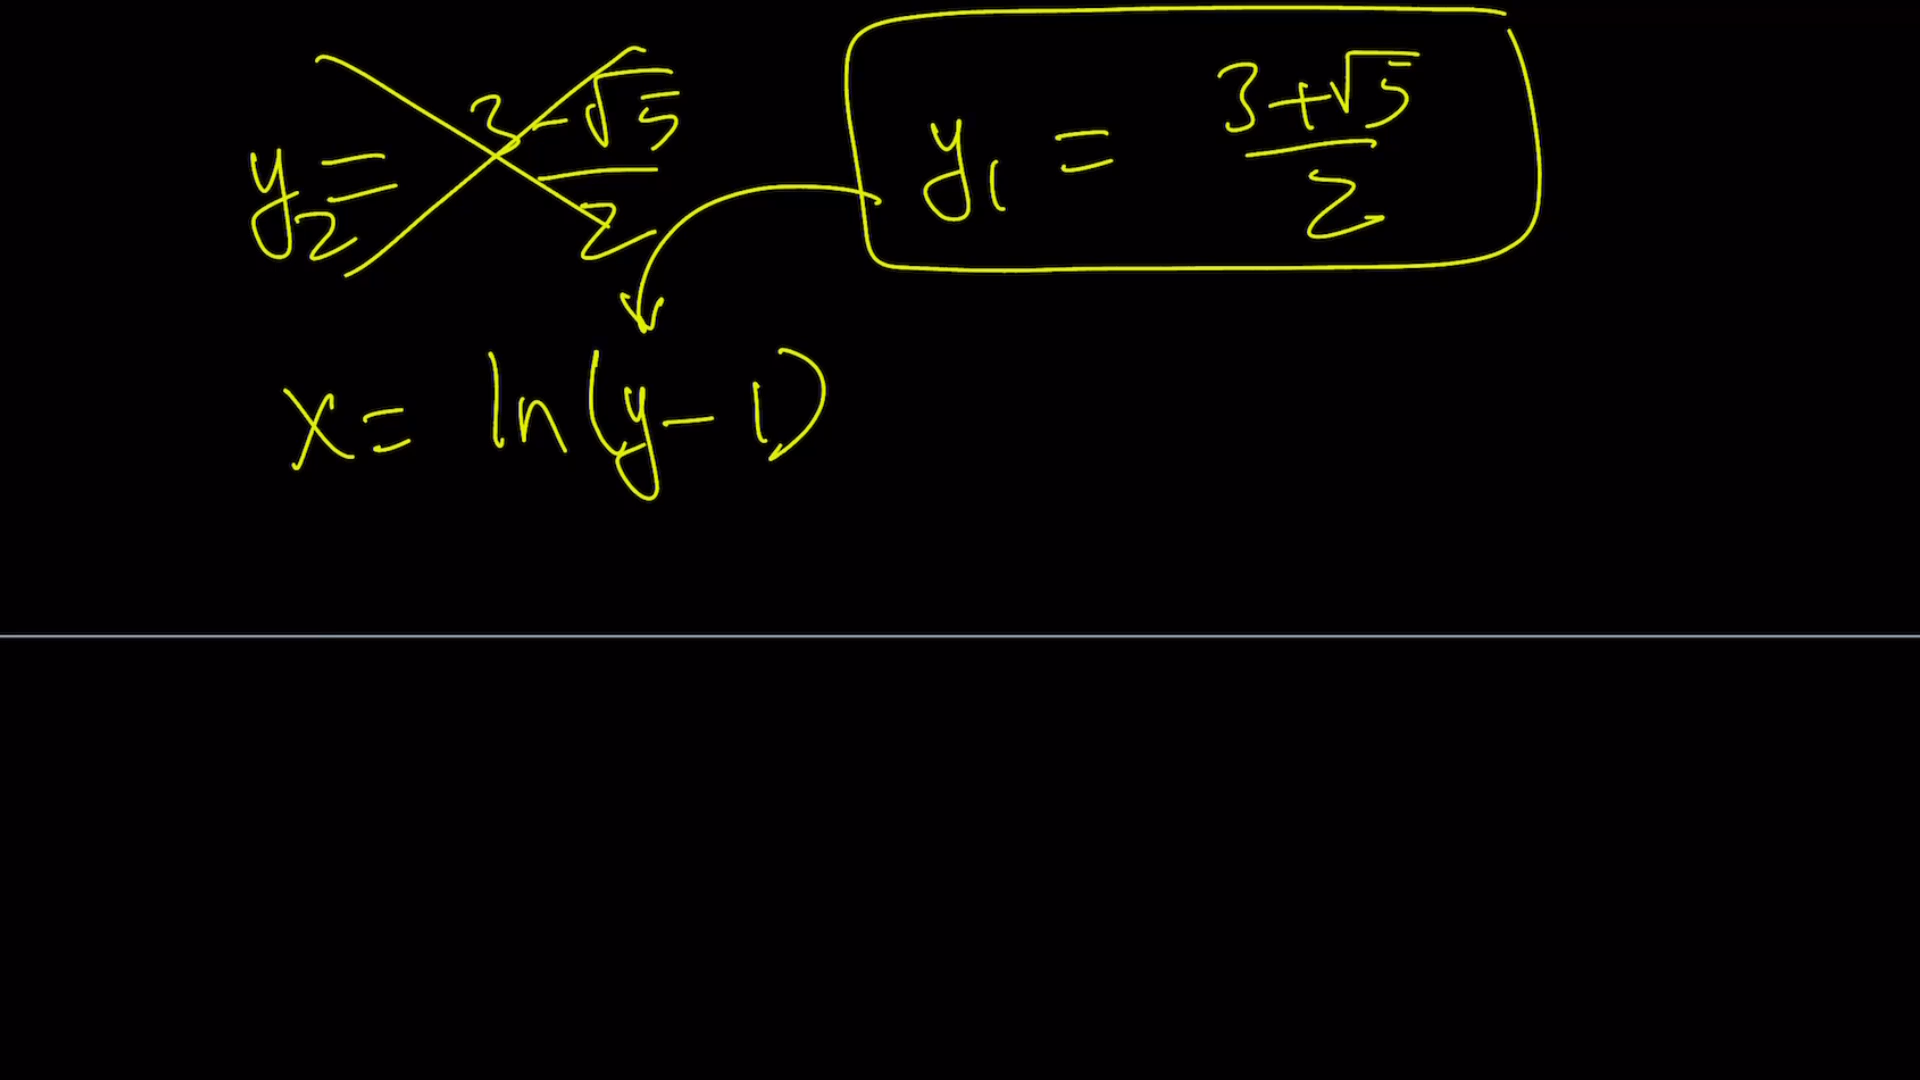 y₂ = (3-√5)/2
y₁ = (3+√5)/2
x = ln(y-1)